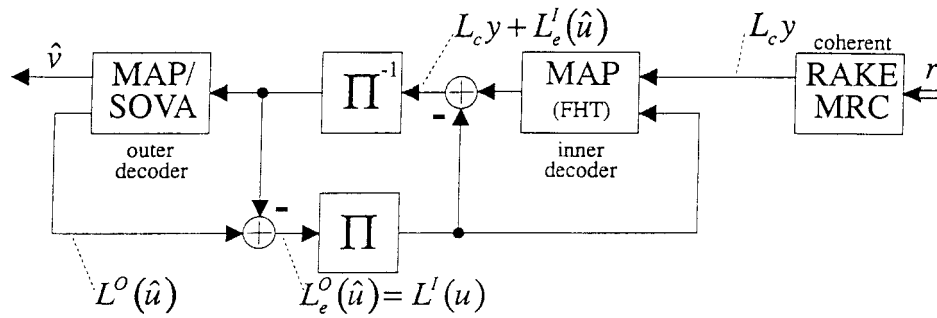 L_c y + L_e^I(û)
L_c y
v̂
MAP/
SOVA
outer
decoder
Π⁻¹
-
MAP
(FHT)
inner
decoder
coherent
RAKE
MRC
r
-
Π
L^O(û)
L_e^O(û) = L^I(u)